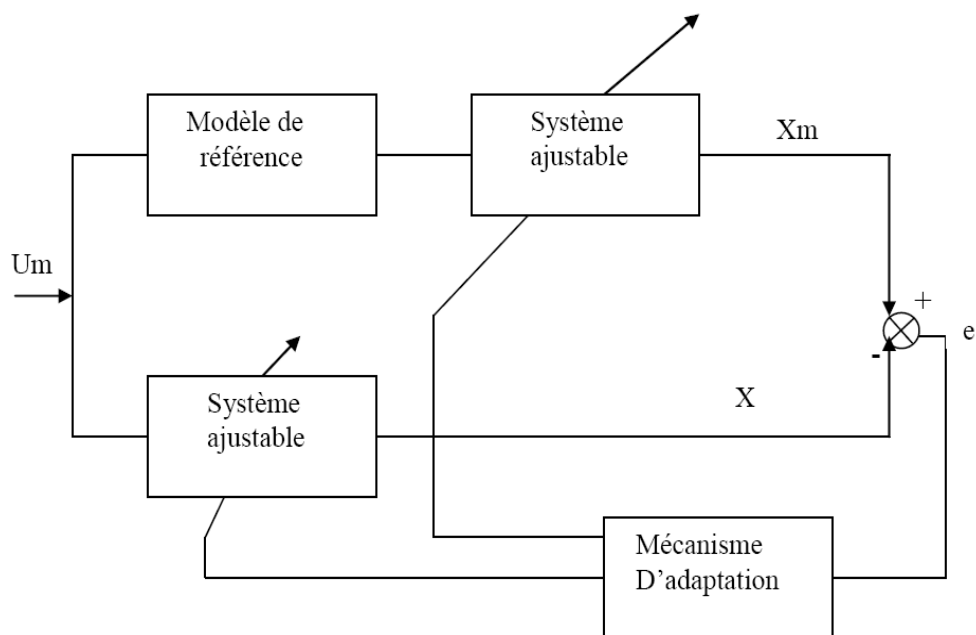 Modèle de
référence
Système
ajustable
Xm
Um
+
-
e
Système
ajustable
X
Mécanisme
D’adaptation